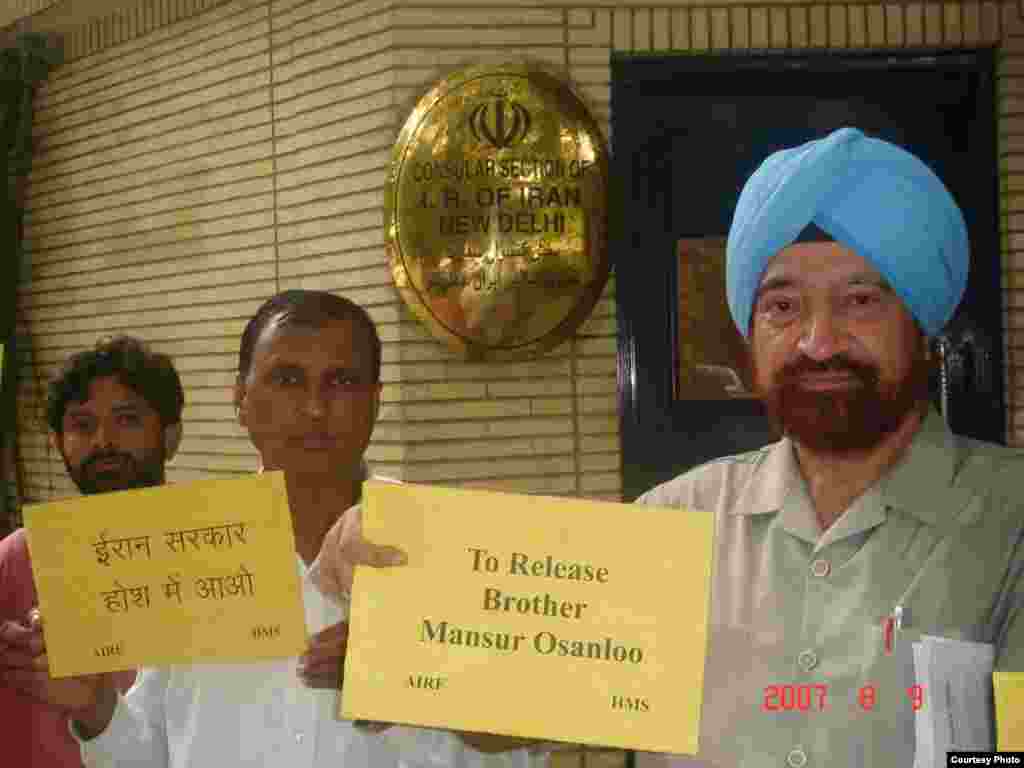 CONSULAR SECTION OF
I. R. OF IRAN
NEW DELHI
ईरान सरकार
होश में आओ
AIRF HMS
To Release
Brother
Mansur Osanloo
AIRF HMS
2007 8 9
Courtesy Photo